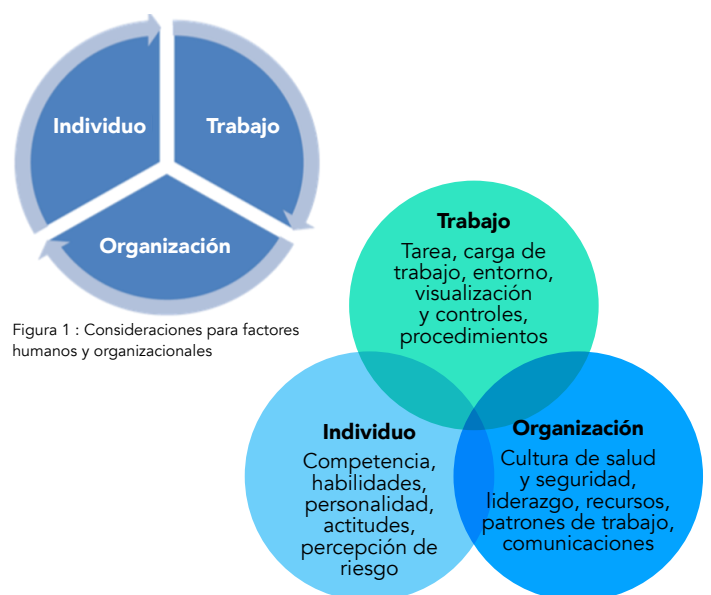 Individuo
Trabajo
Organización
Figura 1 : Consideraciones para factores
humanos y organizacionales
Trabajo
Tarea, carga de
trabajo, entorno,
visualización
y controles,
procedimientos
Individuo
Competencia,
habilidades,
personalidad,
actitudes,
percepción de
riesgo
Organización
Cultura de salud
y seguridad,
liderazgo, recursos,
patrones de trabajo,
comunicaciones